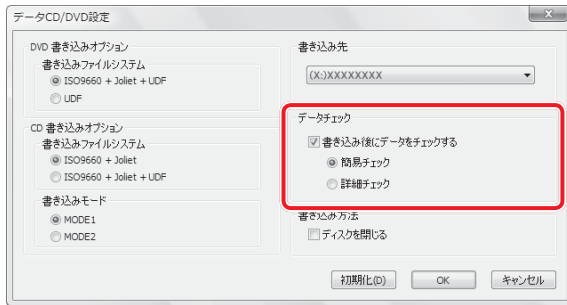 データCD/DVD設定
DVD 書き込みオプション
書き込みファイルシステム
ISO9660 + Joliet + UDF
UDF
CD 書き込みオプション
書き込みファイルシステム
ISO9660 + Joliet
ISO9660 + Joliet + UDF
書き込みモード
MODE1
MODE2
書き込み先
(X:)XXXXXXXX
データチェック
書き込み後にデータをチェックする
簡易チェック
詳細チェック
書き込み方法
ディスクを閉じる
初期化(D)
OK
キャンセル